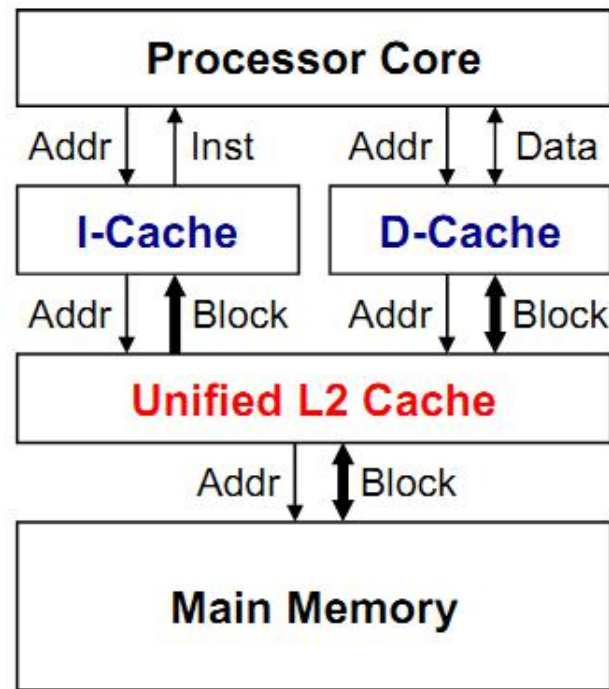 Processor Core
Addr Inst Addr Data
I-Cache D-Cache
Addr Block Addr Block
Unified L2 Cache
Addr Block
Main Memory